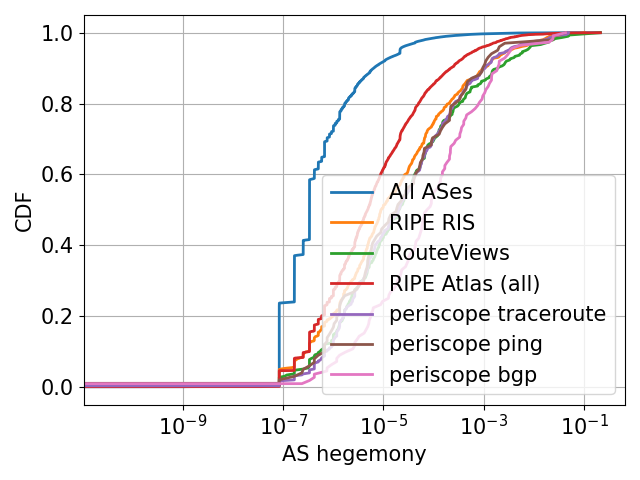 1.0
0.8
0.6
0.4
0.2
0.0
CDF
All ASes
RIPE RIS
RouteViews
RIPE Atlas (all)
periscope traceroute
periscope ping
periscope bgp
10⁻⁹ 10⁻⁷ 10⁻⁵ 10⁻³ 10⁻¹
AS hegemony